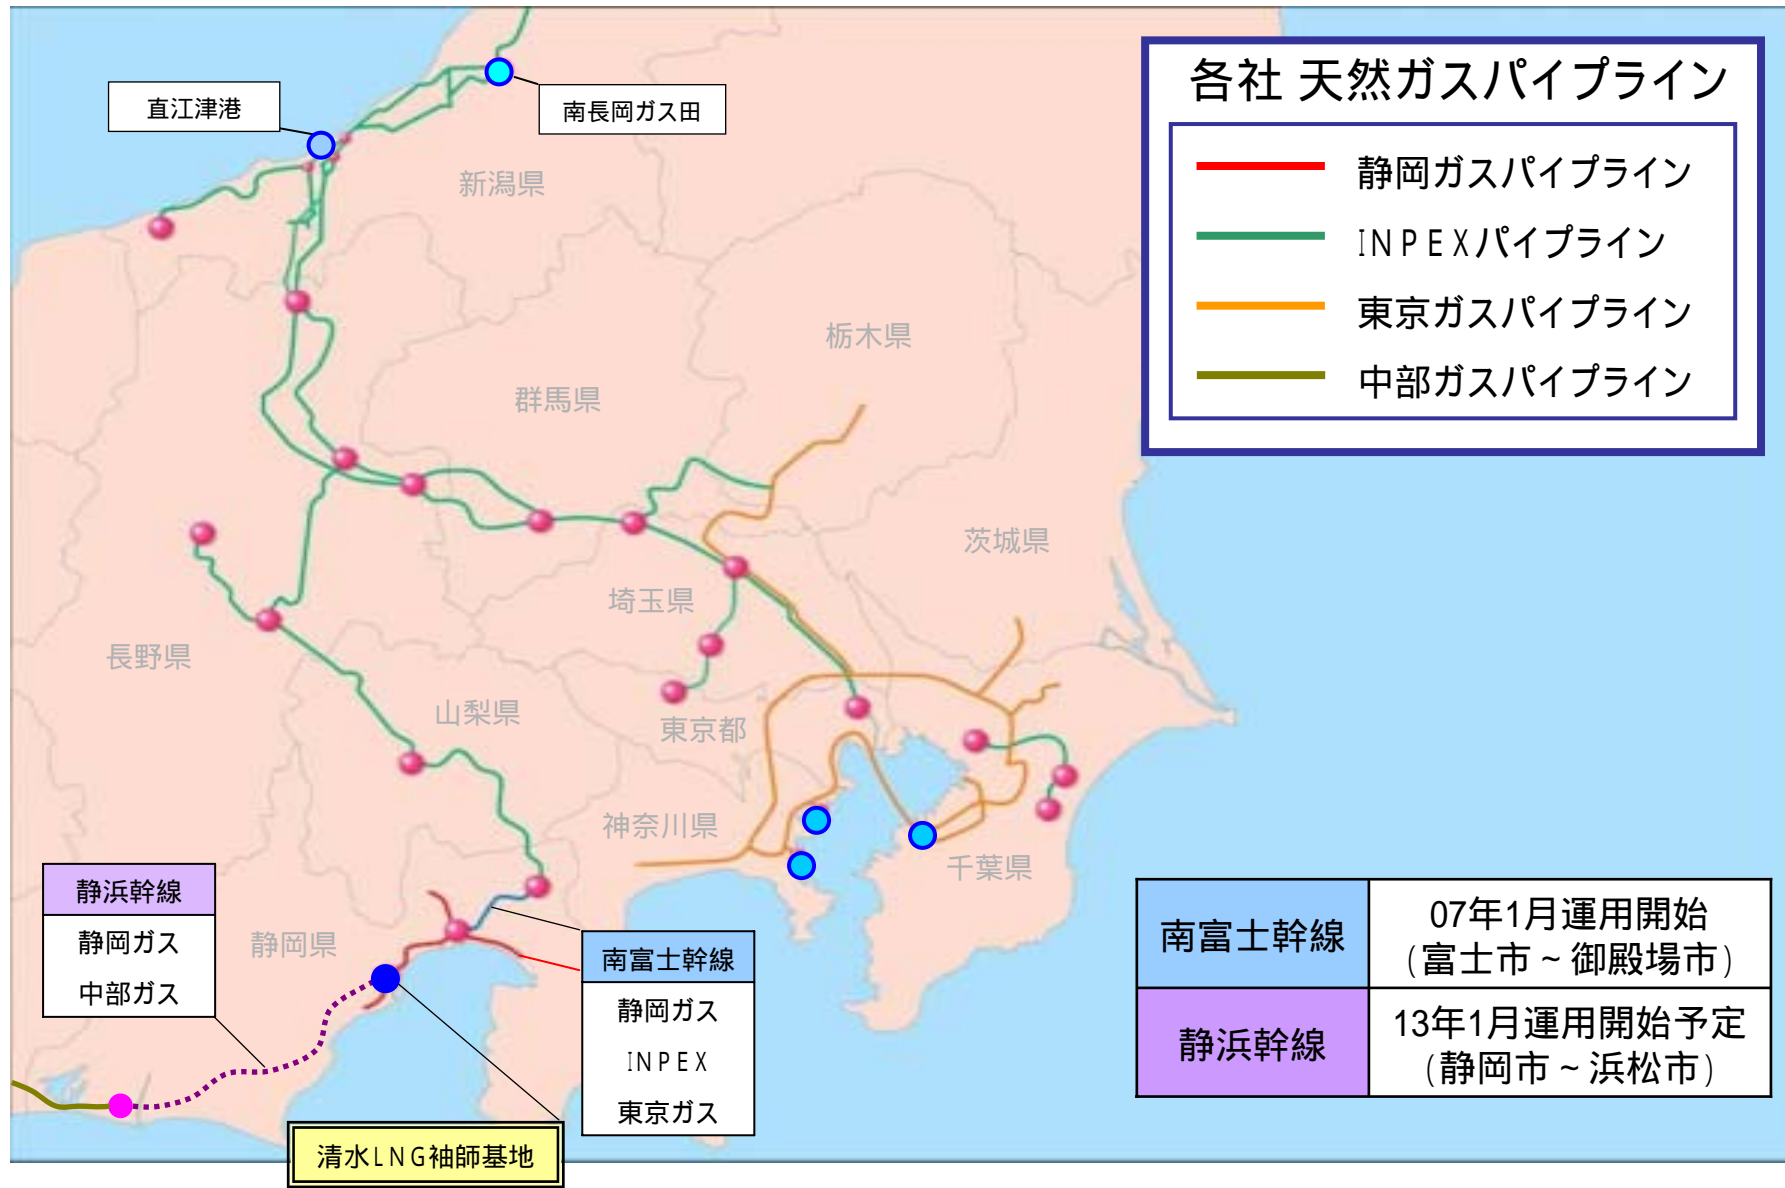 各社 天然ガスパイプライン
静岡ガスパイプライン
INPEXパイプライン
東京ガスパイプライン
中部ガスパイプライン
直江津港
南長岡ガス田
新潟県
栃木県
群馬県
茨城県
埼玉県
長野県
山梨県
東京都
神奈川県
千葉県
静岡県
静浜幹線
静岡ガス
中部ガス
南富士幹線
静岡ガス
INPEX
東京ガス
清水LNG袖師基地
南富士幹線
07年1月運用開始
(富士市~御殿場市)
静浜幹線
13年1月運用開始予定
(静岡市~浜松市)